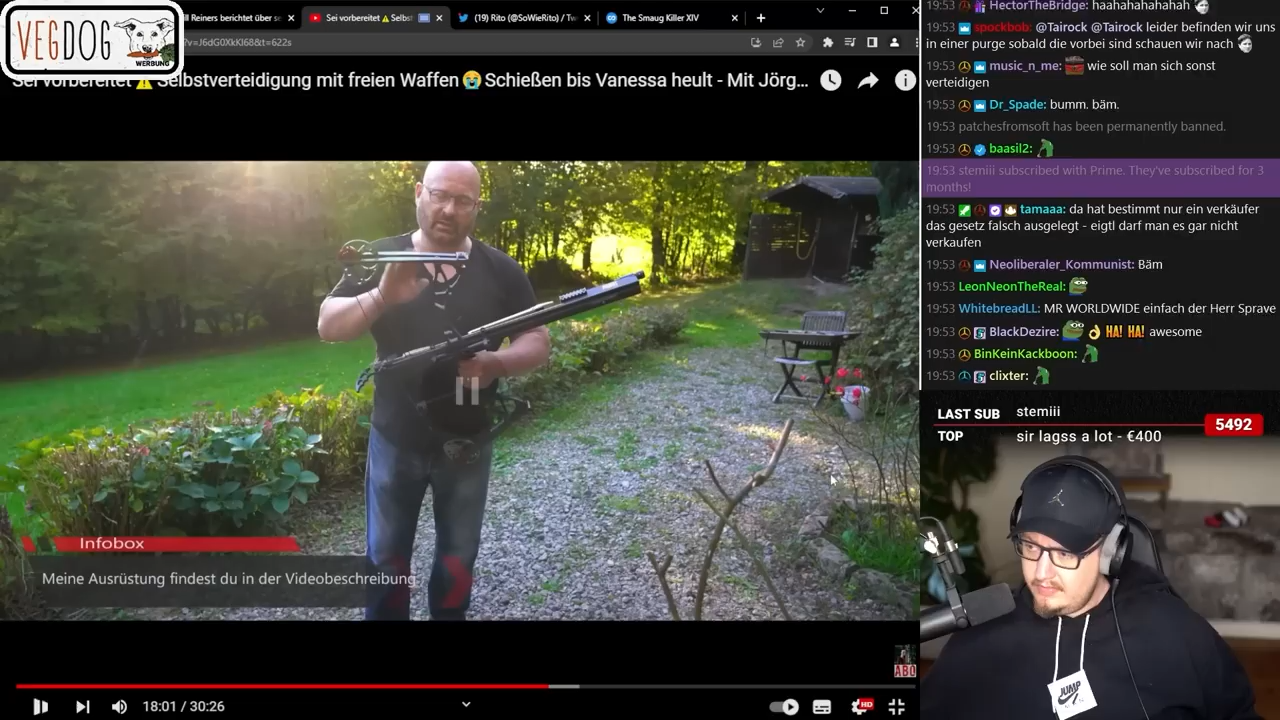 VEGDOG
WERBUNG
ill Reiners berichtet über se
Sei vorbereitet ⚠ Selbst
(19) Rito (@SoWieRito) / Tw
The Smaug Killer XIV
v=J6dG0XkKl68&t=622s
Sei vorbereitet ⚠ Selbstverteidigung mit freien Waffen 😭 Schießen bis Vanessa heult - Mit Jörg...
Infobox
Meine Ausrüstung findest du in der Videobeschreibung
ABO
18:01 / 30:26
HD
19:53 HectorTheBridge: haahahahahahah
19:53 spockbob: @Tairock @Tairock leider befinden wir uns
in einer purge sobald die vorbei sind schauen wir nach
19:53 music_n_me: wie soll man sich sonst
verteidigen
19:53 Dr_Spade: bumm. bäm.
19:53 patchesfromsoft has been permanently banned.
19:53 baasil2:
19:53 stemiii subscribed with Prime. They've subscribed for 3
months!
19:53 tamaaa: da hat bestimmt nur ein verkäufer
das gesetz falsch ausgelegt - eigtl darf man es gar nicht
verkaufen
19:53 Neoliberaler_Kommunist: Bäm
19:53 LeonNeonTheReal:
19:53 WhitebreadLL: MR WORLDWIDE einfach der Herr Sprave
19:53 BlackDezire: 👌 HA! HA! awesome
19:53 BinKeinKackboon:
19:53 clixter:
LAST SUB stemiii
TOP sir lagss a lot - €400
5492
JUMP